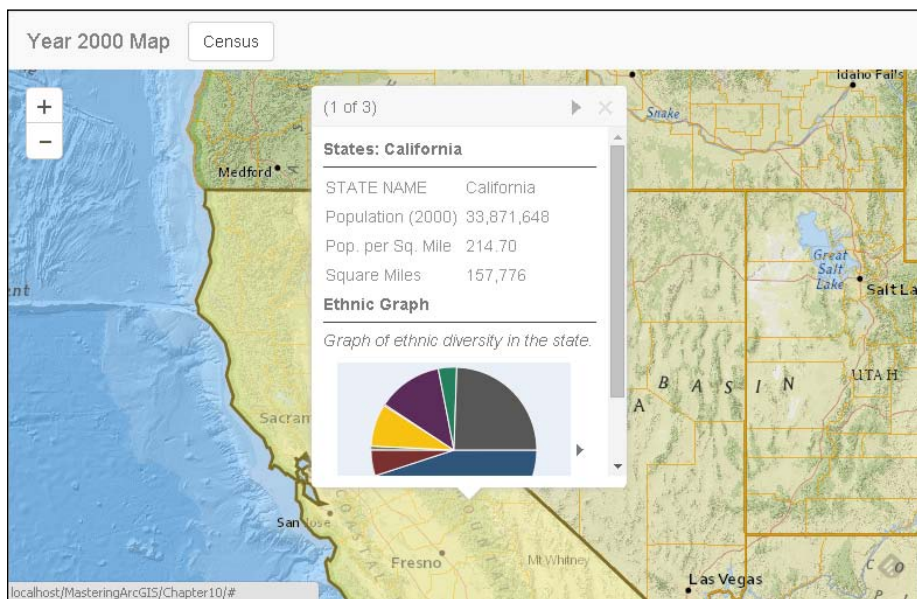 Year 2000 Map Census
Idaho Falls
(1 of 3)
Snake
States: California
Medford
STATE NAME California
Population (2000) 33,871,648
Pop. per Sq. Mile 214.70
Square Miles 157,776
Great
Salt
Lake
Salt La
Ethnic Graph
Graph of ethnic diversity in the state.
UTAH
A BASIN
Sacram
San Jose
COASTAL
Fresno
Mt Whitney
Las Vegas
localhost/MasteringArcGIS/Chapter10/#